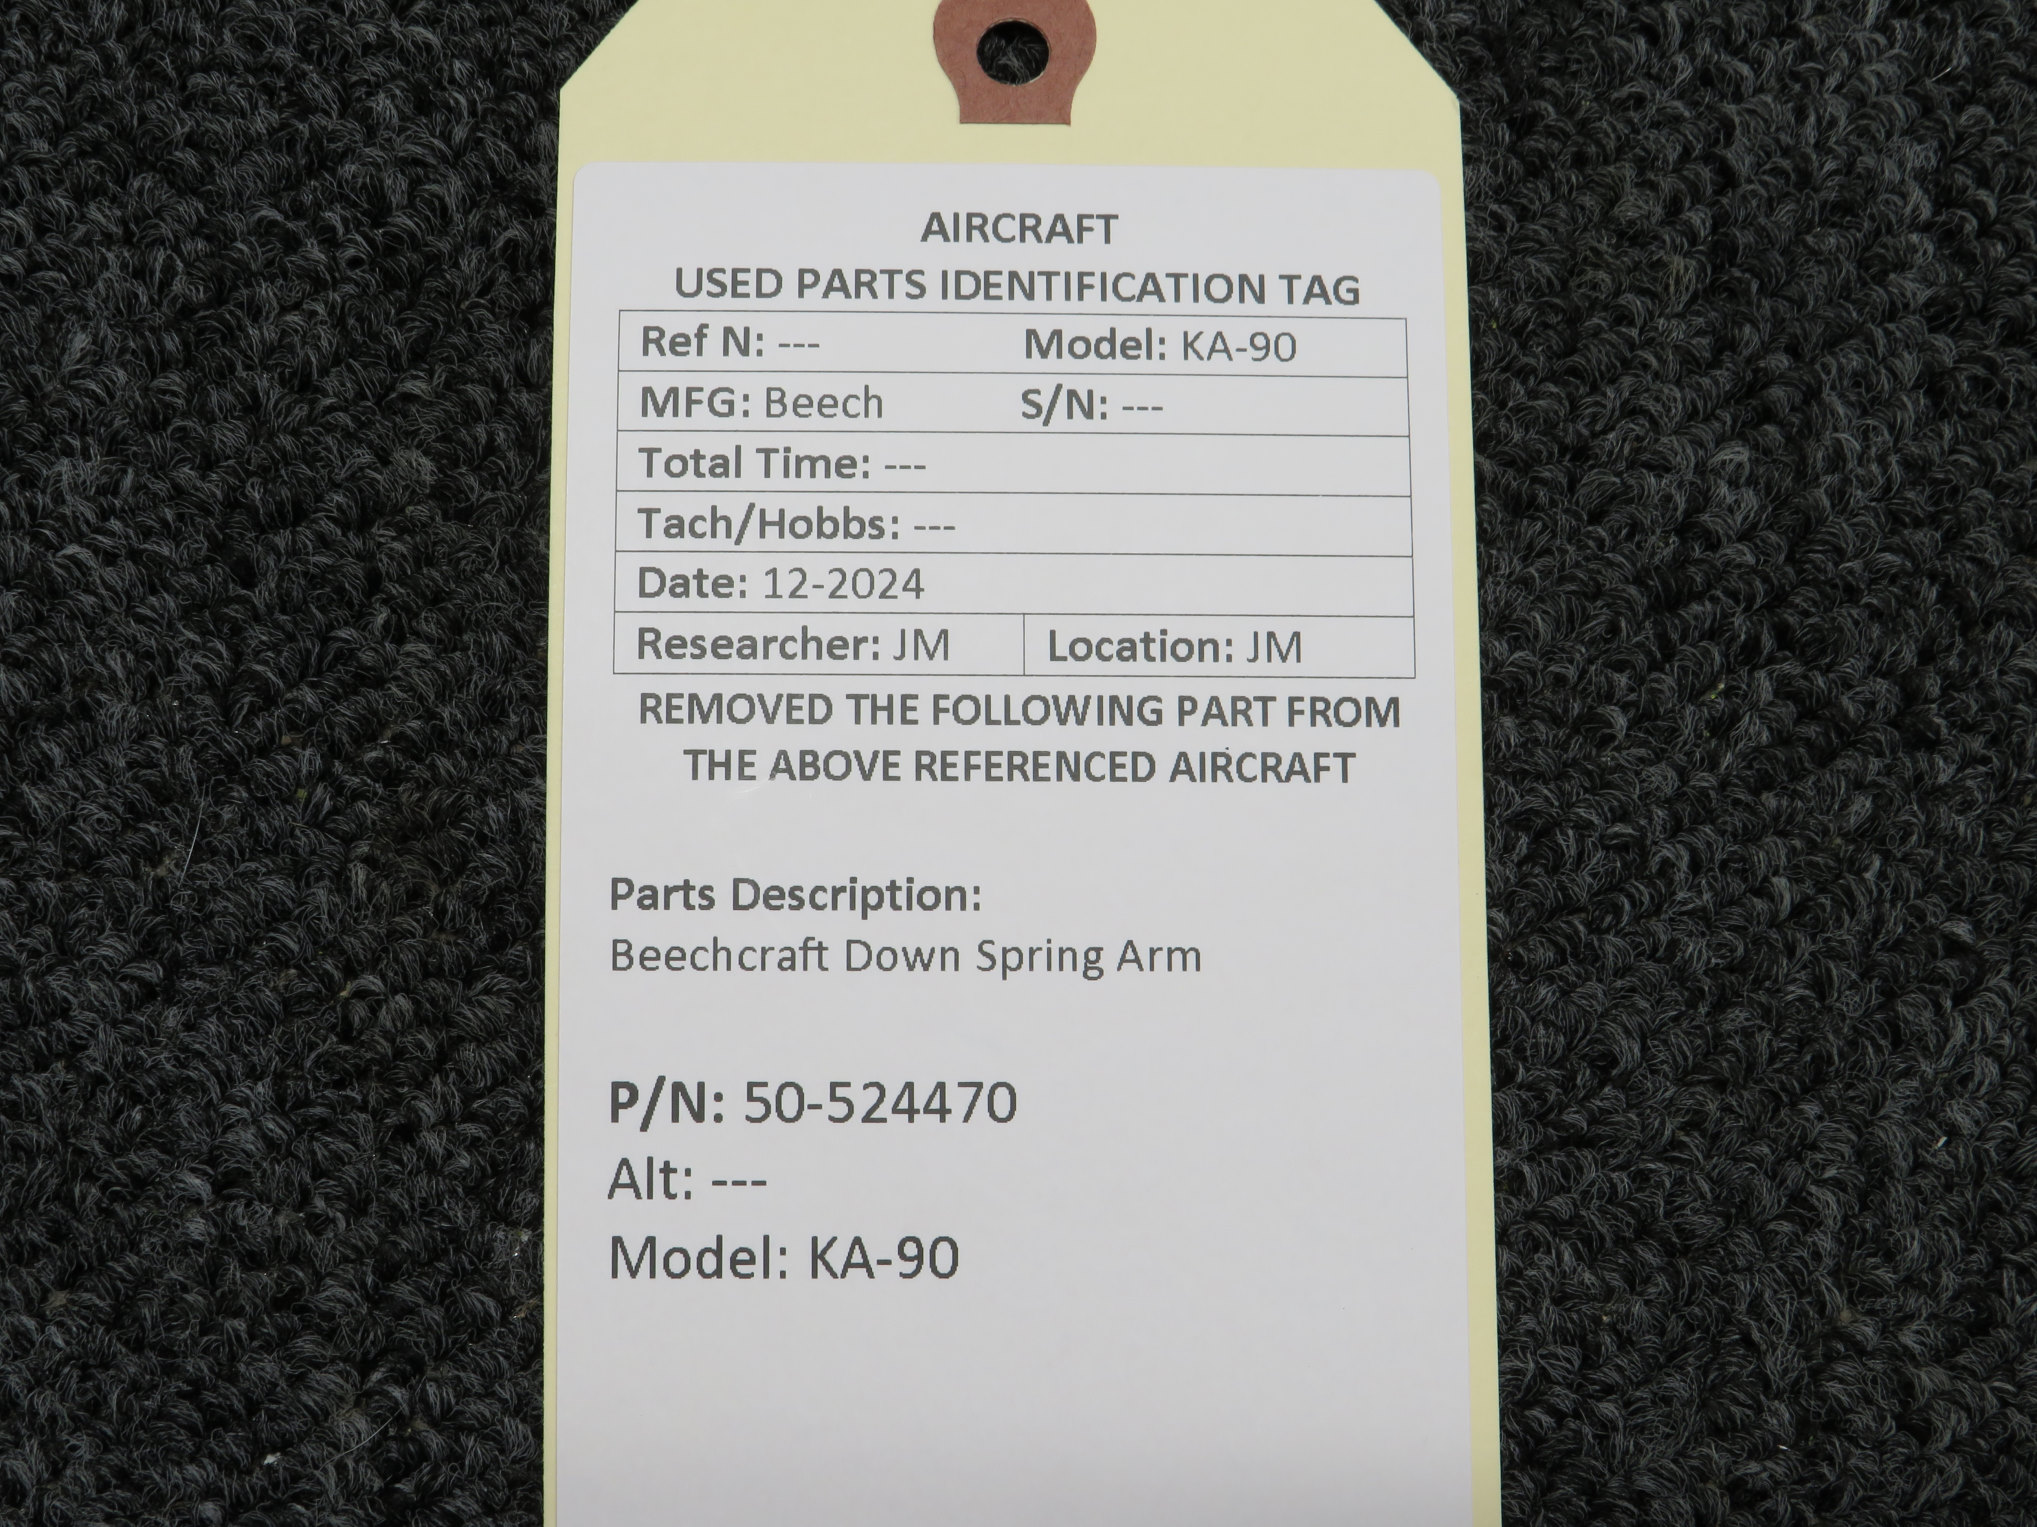 AIRCRAFT
USED PARTS IDENTIFICATION TAG
Ref N: --- Model: KA-90
MFG: Beech S/N: ---
Total Time: ---
Tach/Hobbs: ---
Date: 12-2024
Researcher: JM Location: JM
REMOVED THE FOLLOWING PART FROM
THE ABOVE REFERENCED AIRCRAFT
Parts Description:
Beechcraft Down Spring Arm
P/N: 50-524470
Alt: ---
Model: KA-90